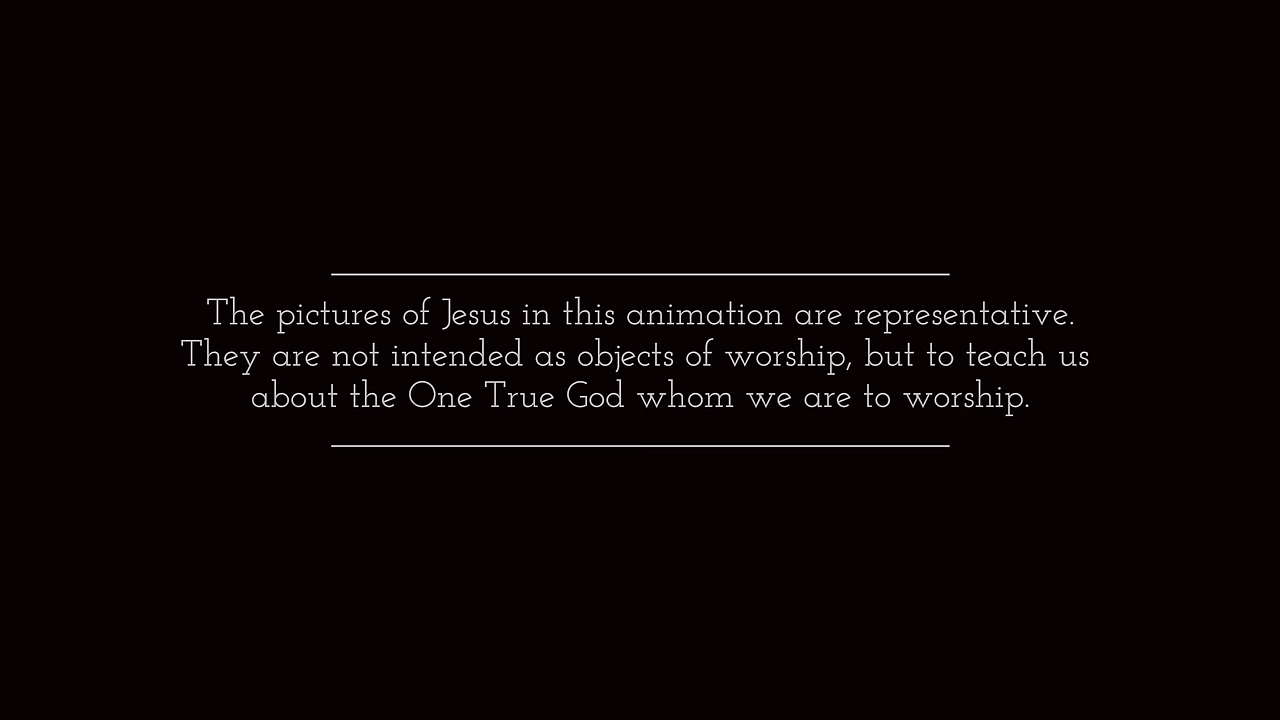 The pictures of Jesus in this animation are representative.
They are not intended as objects of worship, but to teach us
about the One True God whom we are to worship.